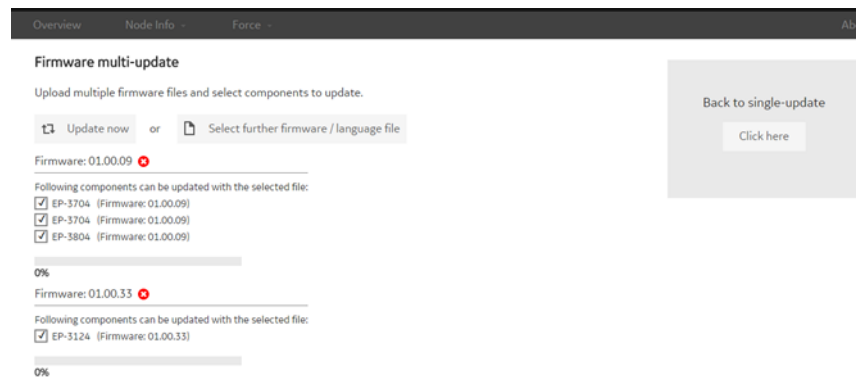 Overview Node Info Force Ab
Firmware multi-update
Upload multiple firmware files and select components to update.
Back to single-update
Update now or Select further firmware / language file
Click here
Firmware: 01.00.09
Following components can be updated with the selected file:
EP-3704 (Firmware: 01.00.09)
EP-3704 (Firmware: 01.00.09)
EP-3804 (Firmware: 01.00.09)
0%
Firmware: 01.00.33
Following components can be updated with the selected file:
EP-3124 (Firmware: 01.00.33)
0%